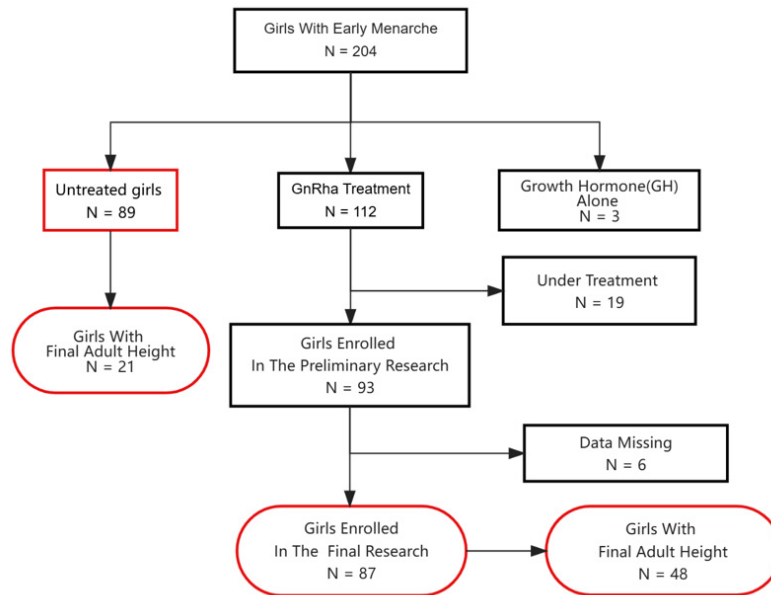 Girls With Early Menarche
N = 204
Untreated girls
N = 89
GnRha Treatment
N = 112
Growth Hormone(GH)
Alone
N = 3
Under Treatment
N = 19
Girls With
Final Adult Height
N = 21
Girls Enrolled
In The Preliminary Research
N = 93
Data Missing
N = 6
Girls Enrolled
In The Final Research
N = 87
Girls With
Final Adult Height
N = 48